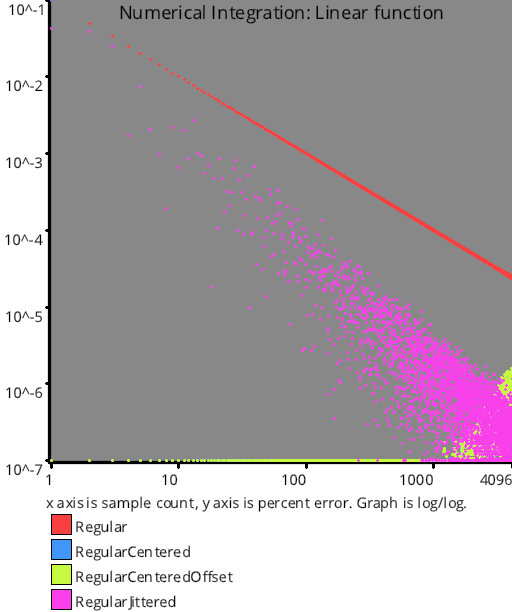 Numerical Integration: Linear function
10^-1
10^-2
10^-3
10^-4
10^-5
10^-6
10^-7
1 10 100 1000 4096
x axis is sample count, y axis is percent error. Graph is log/log.
Regular
RegularCentered
RegularCenteredOffset
RegularJittered